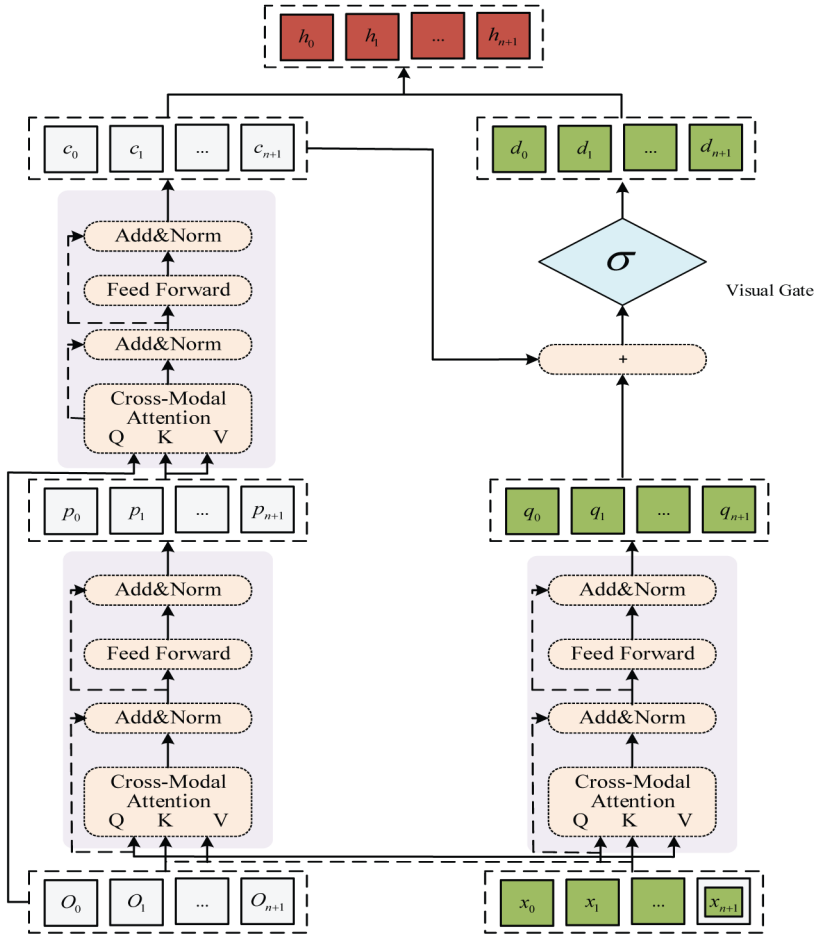 h0 h1 ... hn+1
c0 c1 ... cn+1
d0 d1 ... dn+1
Add&Norm
σ
Feed Forward
Visual Gate
Add&Norm
+
Cross-Modal
Attention
Q K V
p0 p1 ... pn+1
q0 q1 ... qn+1
Add&Norm
Feed Forward
Add&Norm
Cross-Modal
Attention
Q K V
Add&Norm
Feed Forward
Add&Norm
Cross-Modal
Attention
Q K V
O0 O1 ... On+1
x0 x1 ... xn+1